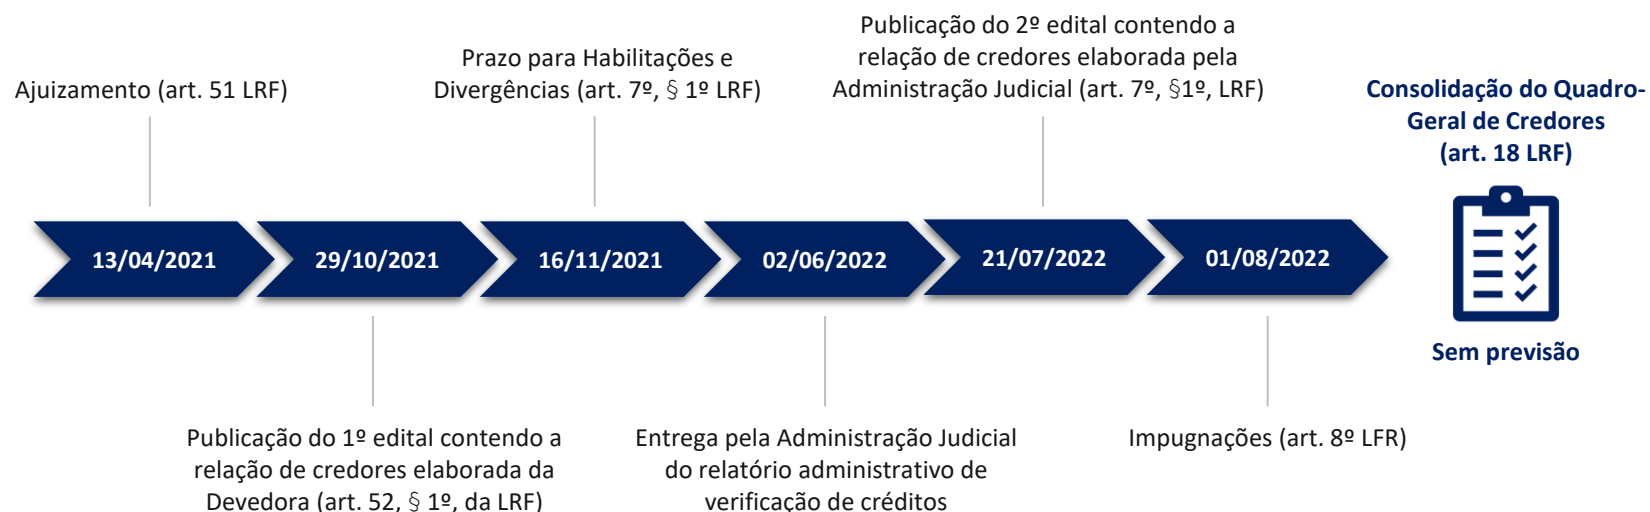 Ajuizamento (art. 51 LRF)
Prazo para Habilitações e
Divergências (art. 7º, § 1º LRF)
Publicação do 2º edital contendo a
relação de credores elaborada pela
Administração Judicial (art. 7º, §1º, LRF)
Consolidação do Quadro-
Geral de Credores
(art. 18 LRF)
13/04/2021
29/10/2021
16/11/2021
02/06/2022
21/07/2022
01/08/2022
Sem previsão
Publicação do 1º edital contendo a
relação de credores elaborada da
Devedora (art. 52, § 1º, da LRF)
Entrega pela Administração Judicial
do relatório administrativo de
verificação de créditos
Impugnações (art. 8º LFR)